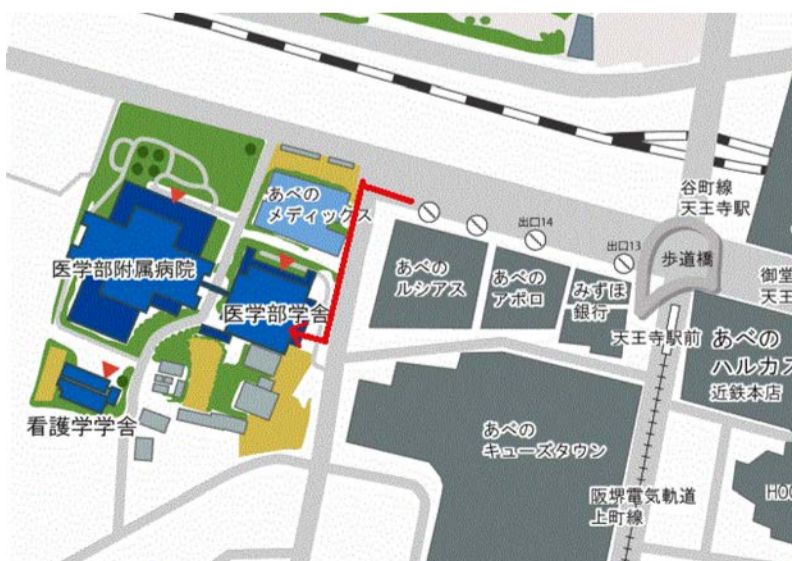 谷町線
天王寺駅
あべの
メディックス
出口14
出口13
歩道橋
医学部附属病院
あべの
ルシアス
あべの
アポロ
みずほ
銀行
御堂
天王
医学部学舎
天王寺駅前
あべの
ハルカス
近鉄本店
看護学学舎
あべの
キューズタウン
阪堺電気軌道
上町線
HOO